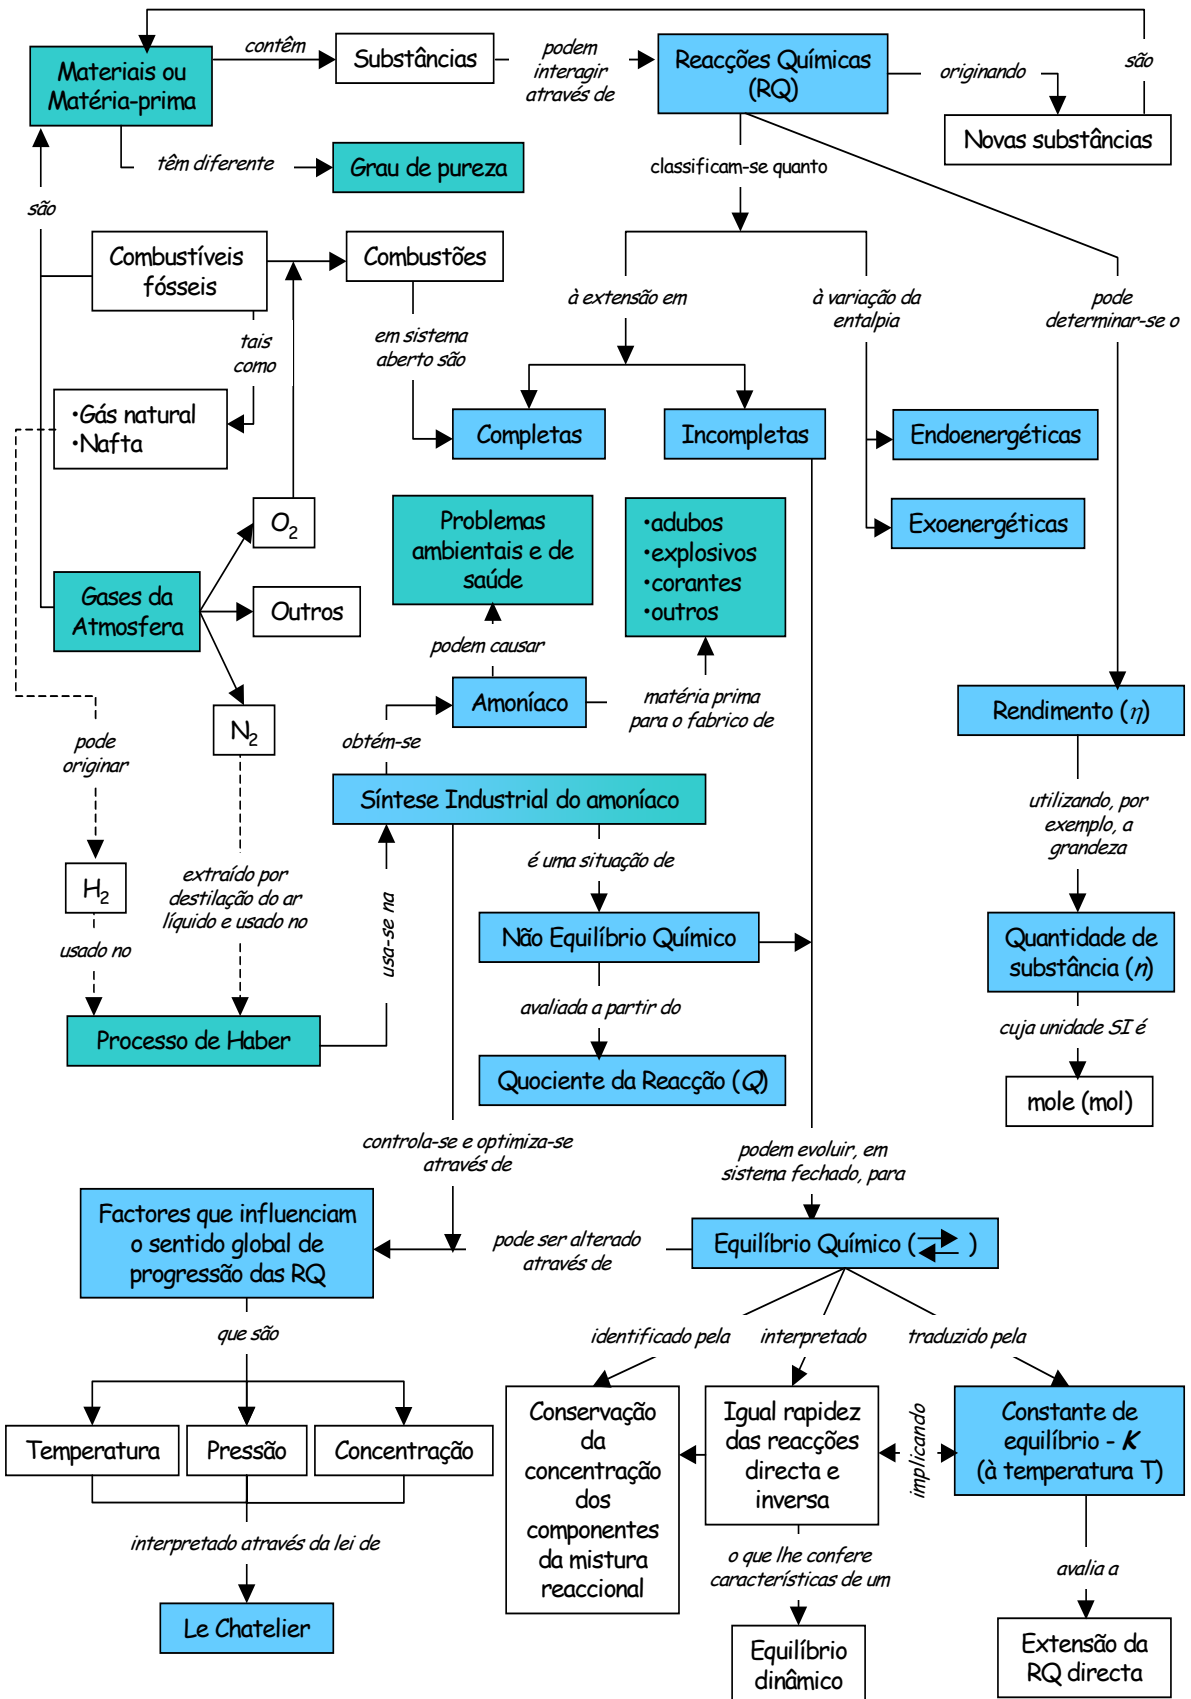 contêm
Substâncias
podem
interagir
através de
Reacções Químicas
(RQ)
originando
são
Materiais ou
Matéria-prima
Novas substâncias
têm diferente
Grau de pureza
classificam-se quanto
são
Combustíveis
fósseis
Combustões
à extensão em
à variação da
entalpia
pode
determinar-se o
tais
como
em sistema
aberto são
•Gás natural
•Nafta
Completas
Incompletas
Endoenergéticas
O2
Problemas
ambientais e de
saúde
•adubos
•explosivos
•corantes
•outros
Exoenergéticas
Gases da
Atmosfera
Outros
podem causar
Amoníaco
matéria prima
para o fabrico de
Rendimento (η)
N2
pode
originar
obtém-se
Síntese Industrial do amoníaco
utilizando, por
exemplo, a
grandeza
é uma situação de
H2
extraído por
destilação do ar
líquido e usado no
usa-se na
usado no
Não Equilíbrio Químico
Quantidade de
substância (n)
avaliada a partir do
cuja unidade SI é
Processo de Haber
Quociente da Reacção (Q)
mole (mol)
controla-se e optimiza-se
através de
podem evoluir, em
sistema fechado, para
Factores que influenciam
o sentido global de
progressão das RQ
pode ser alterado
através de
Equilíbrio Químico (⇄)
que são
identificado pela
interpretado
traduzido pela
Temperatura
Pressão
Concentração
Conservação
da
concentração
dos
componentes
da mistura
reaccional
Igual rapidez
das reacções
directa e
inversa
implicando
Constante de
equilíbrio - K
(à temperatura T)
interpretado através da lei de
o que lhe confere
características de um
avalia a
Le Chatelier
Equilíbrio
dinâmico
Extensão da
RQ directa